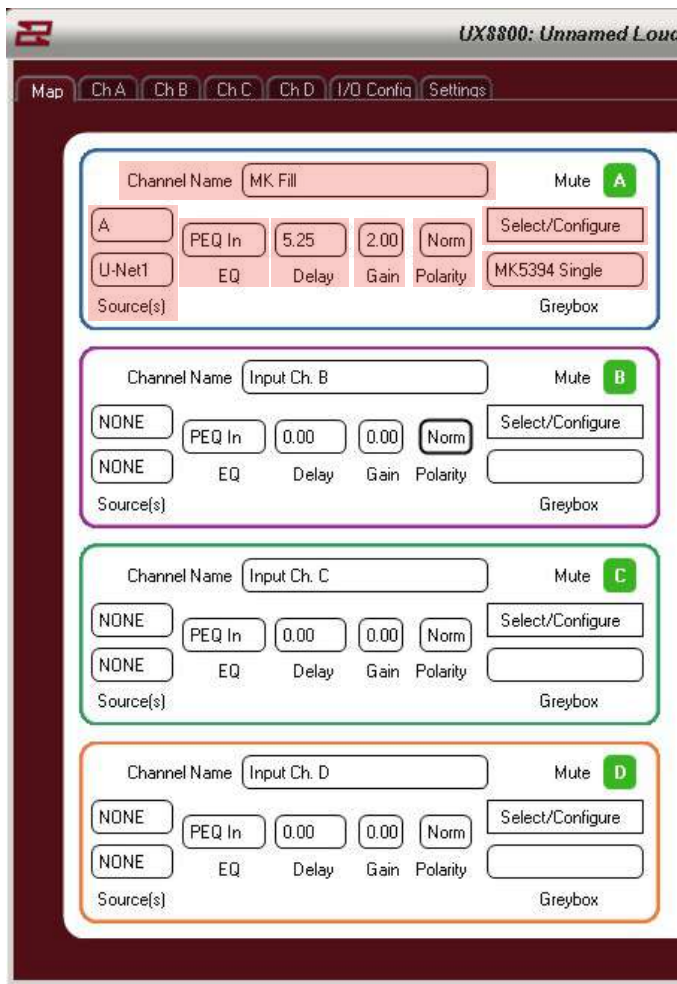 UX8800: Unnamed Loud
Map Ch A Ch B Ch C Ch D I/O Config Settings
Channel Name MK Fill Mute A
A PEQ In 5.25 2.00 Norm Select/Configure
U-Net1 EQ Delay Gain Polarity MK5394 Single
Source(s) Greybox
Channel Name Input Ch. B Mute B
NONE PEQ In 0.00 0.00 Norm Select/Configure
NONE EQ Delay Gain Polarity
Source(s) Greybox
Channel Name Input Ch. C Mute C
NONE PEQ In 0.00 0.00 Norm Select/Configure
NONE EQ Delay Gain Polarity
Source(s) Greybox
Channel Name Input Ch. D Mute D
NONE PEQ In 0.00 0.00 Norm Select/Configure
NONE EQ Delay Gain Polarity
Source(s) Greybox